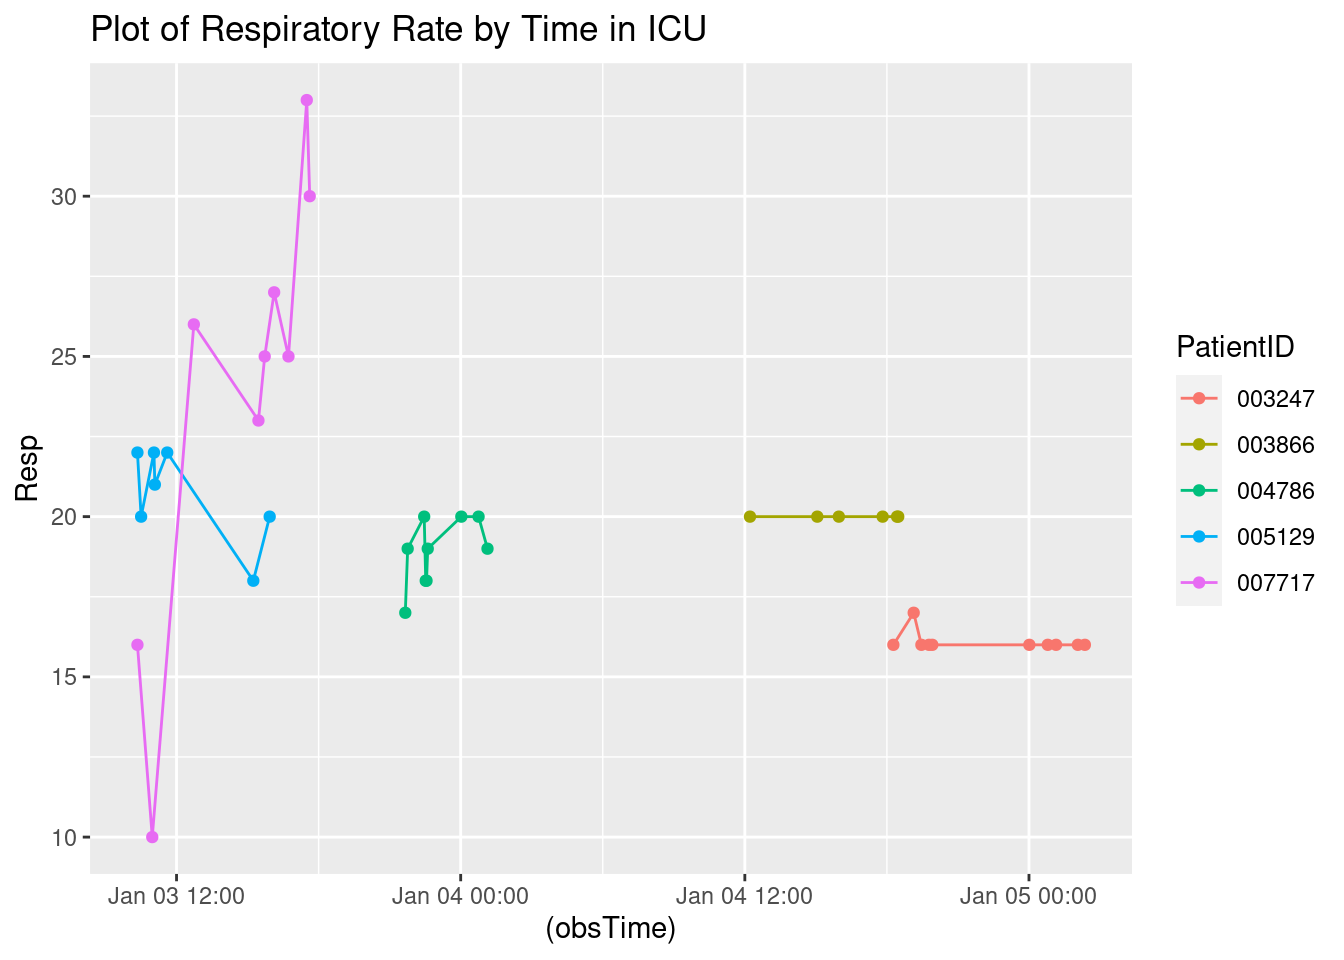 Plot of Respiratory Rate by Time in ICU
Resp
30
25
20
15
10
Jan 03 12:00 Jan 04 00:00 Jan 04 12:00 Jan 05 00:00
(obsTime)
PatientID
003247
003866
004786
005129
007717